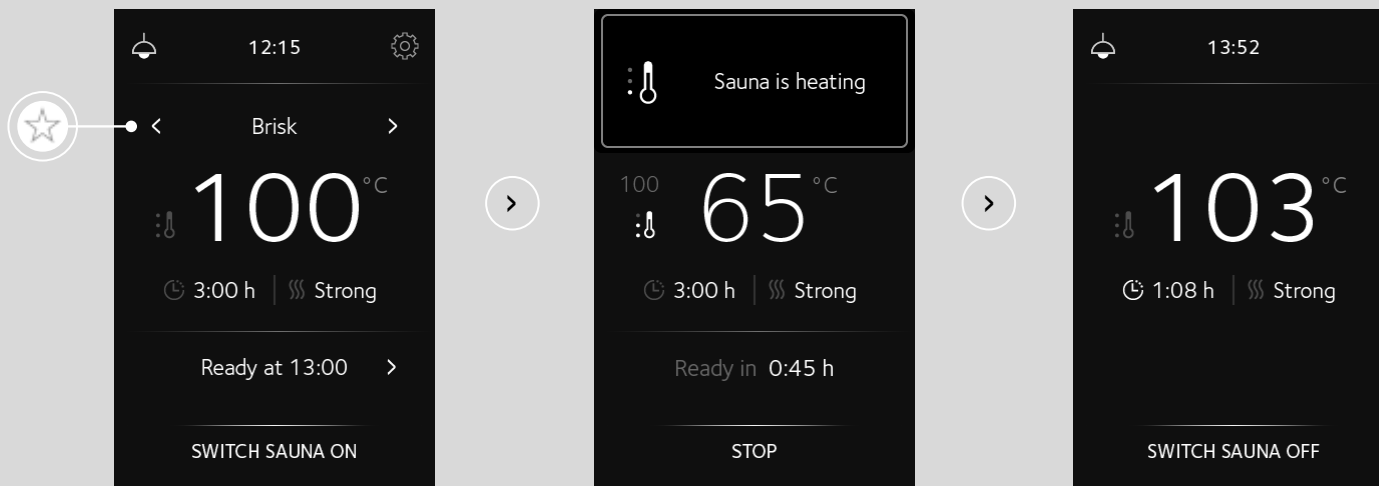 12:15
< Brisk >
100 °C
3:00 h | Strong
Ready at 13:00 >
SWITCH SAUNA ON
>
Sauna is heating
100
65 °C
3:00 h | Strong
Ready in 0:45 h
STOP
>
13:52
103 °C
1:08 h | Strong
SWITCH SAUNA OFF